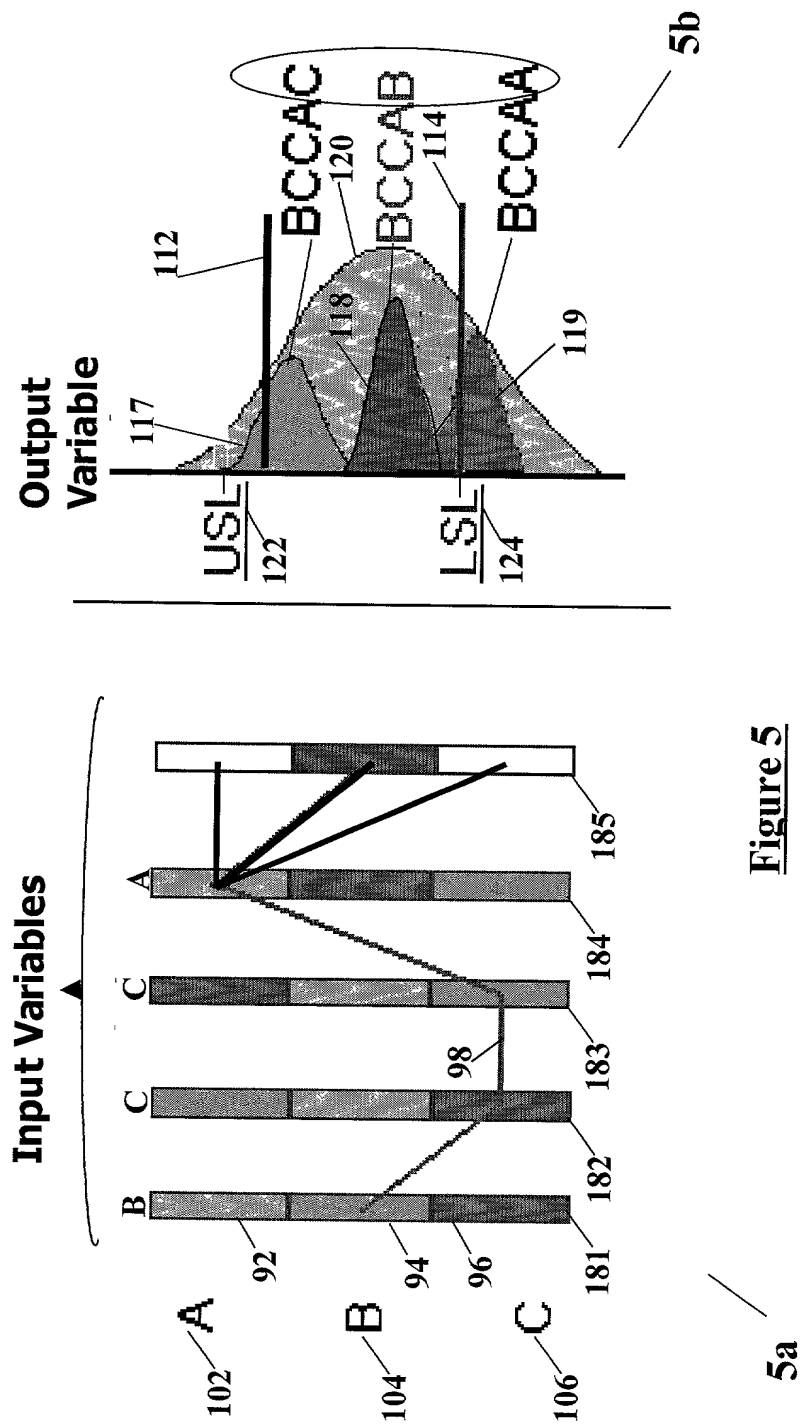 Input Variables
B
C
C
A
A
102
B
104
C
106
92
94
96
98
181
182
183
184
185
5a
Output
Variable
117
112
USL
122
LSL
124
118
120
BCCAC
BCCAB
114
BCCAA
119
5b
Figure 5